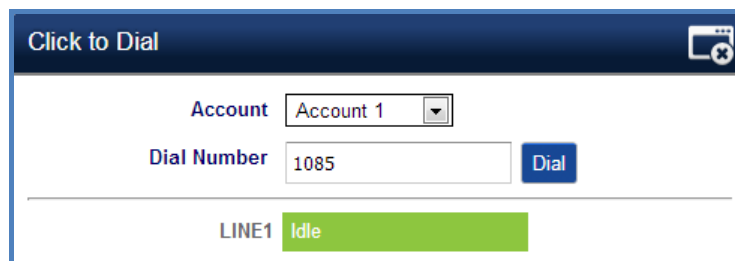 Click to Dial
Account Account 1
Dial Number 1085 Dial
LINE1 Idle